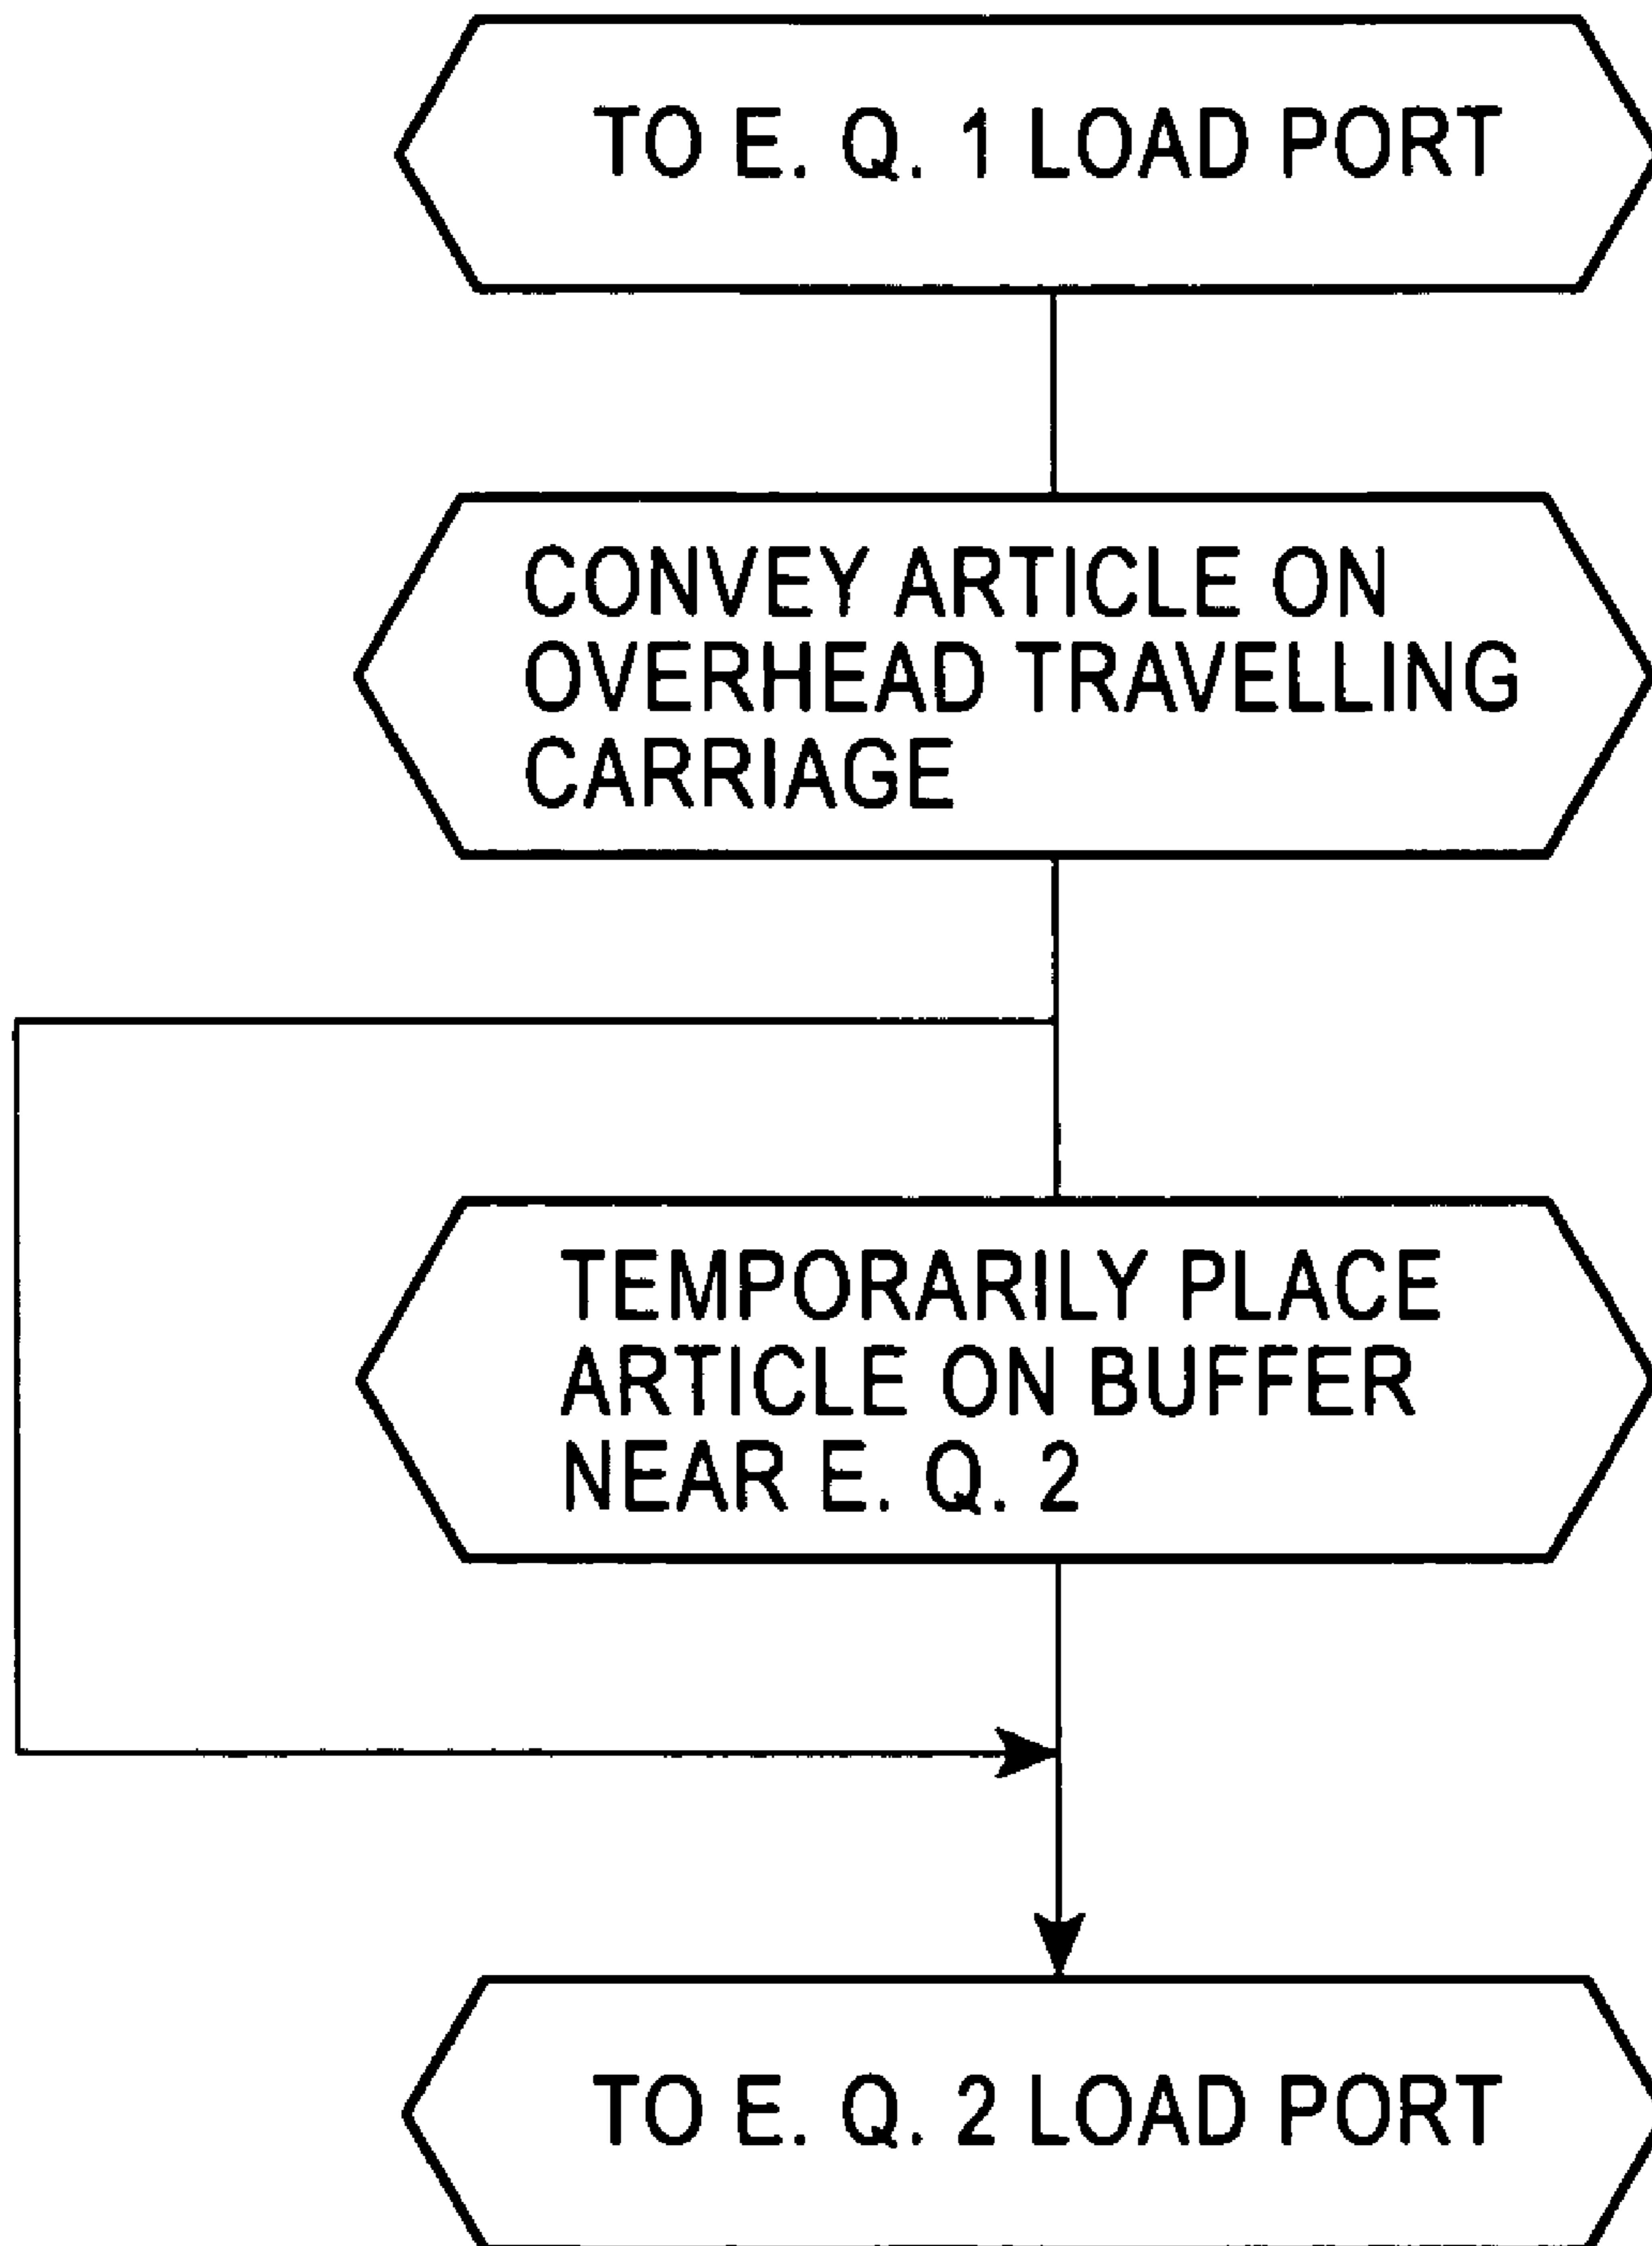 TO E. Q. 1 LOAD PORT
CONVEY ARTICLE ON
OVERHEAD TRAVELLING
CARRIAGE
TEMPORARILY PLACE
ARTICLE ON BUFFER
NEAR E. Q. 2
TO E. Q. 2 LOAD PORT